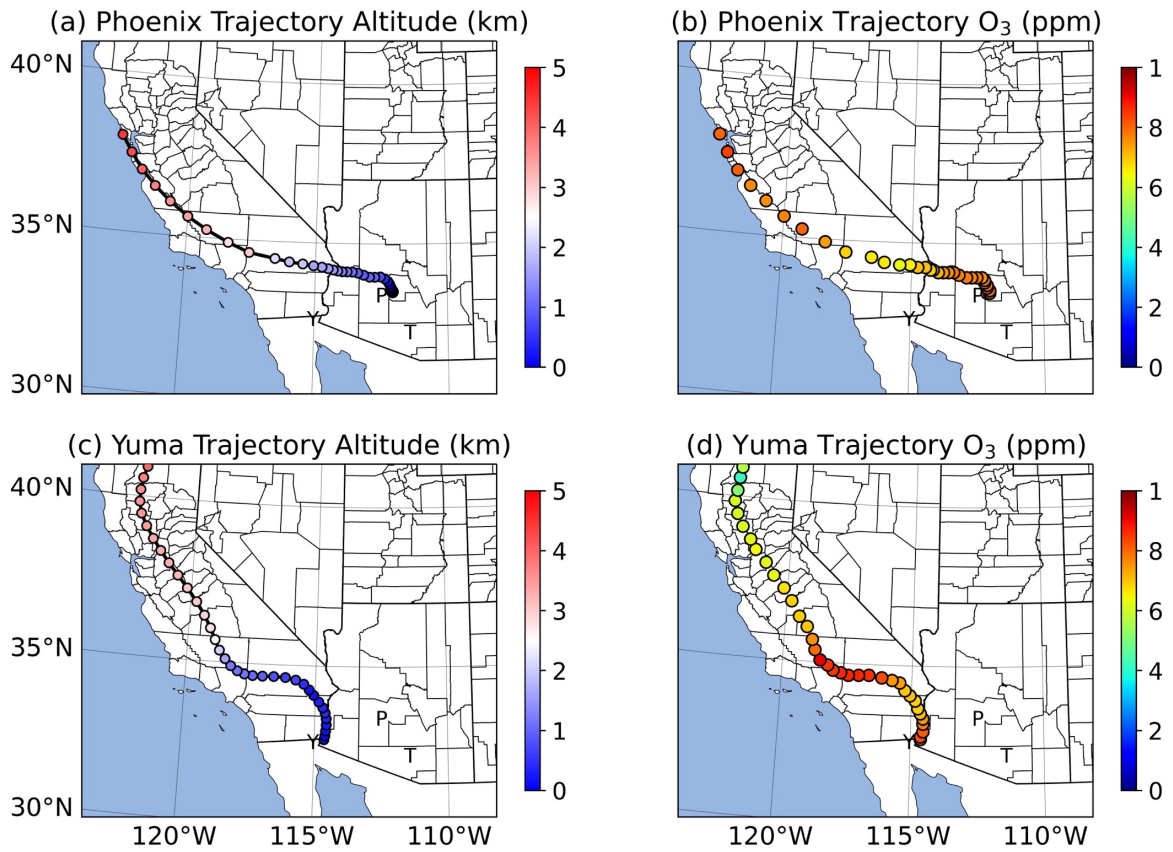 (a) Phoenix Trajectory Altitude (km)
(b) Phoenix Trajectory O₃ (ppm)
40°N
35°N
30°N
5
4
3
2
1
0
1
8
6
4
2
0
P
Y
T
P
Y
T
(c) Yuma Trajectory Altitude (km)
(d) Yuma Trajectory O₃ (ppm)
40°N
35°N
30°N
5
4
3
2
1
0
1
8
6
4
2
0
P
Y
T
P
Y
T
120°W 115°W 110°W
120°W 115°W 110°W